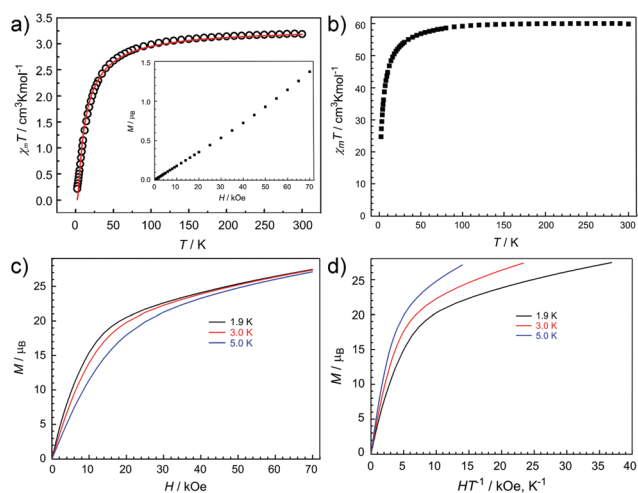 a)
χmT / cm³Kmol⁻¹
3.5
3.0
2.5
2.0
1.5
1.0
0.5
0.0
0 50 100 150 200 250 300
T / K
M / μB
1.5
1.0
0.5
0.0
0 10 20 30 40 50 60 70
H / kOe
b)
χmT / cm³Kmol⁻¹
60
50
40
30
20
10
0
0 50 100 150 200 250 300
T / K
c)
M / μB
25
20
15
10
5
0
0 10 20 30 40 50 60 70
H / kOe
1.9 K
3.0 K
5.0 K
d)
M / μB
25
20
15
10
5
0
0 5 10 15 20 25 30 35 40
HT⁻¹ / kOe, K⁻¹
1.9 K
3.0 K
5.0 K